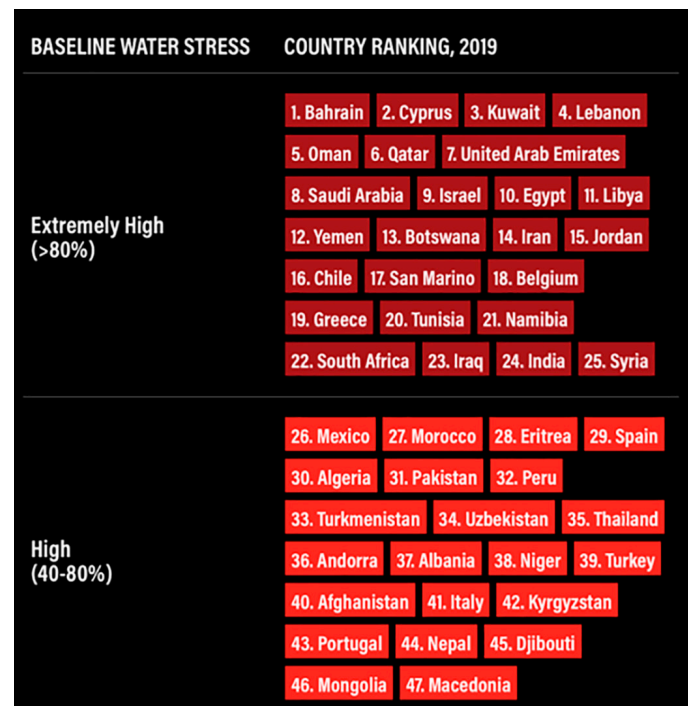 BASELINE WATER STRESS COUNTRY RANKING, 2019
Extremely High
(>80%)
1. Bahrain 2. Cyprus 3. Kuwait 4. Lebanon
5. Oman 6. Qatar 7. United Arab Emirates
8. Saudi Arabia 9. Israel 10. Egypt 11. Libya
12. Yemen 13. Botswana 14. Iran 15. Jordan
16. Chile 17. San Marino 18. Belgium
19. Greece 20. Tunisia 21. Namibia
22. South Africa 23. Iraq 24. India 25. Syria
High
(40-80%)
26. Mexico 27. Morocco 28. Eritrea 29. Spain
30. Algeria 31. Pakistan 32. Peru
33. Turkmenistan 34. Uzbekistan 35. Thailand
36. Andorra 37. Albania 38. Niger 39. Turkey
40. Afghanistan 41. Italy 42. Kyrgyzstan
43. Portugal 44. Nepal 45. Djibouti
46. Mongolia 47. Macedonia